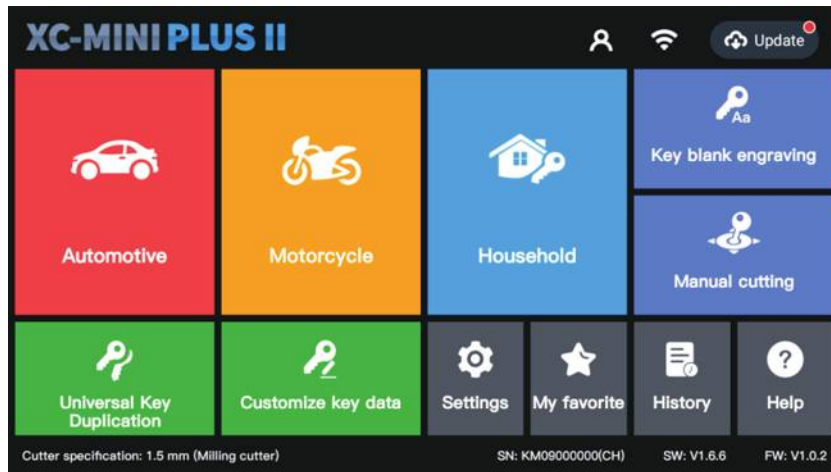 XC-MINI PLUS II
Update
Automotive
Motorcycle
Household
Aa
Key blank engraving
Manual cutting
Universal Key
Duplication
Customize key data
Settings
My favorite
History
?
Help
Cutter specification: 1.5 mm (Milling cutter)
SN: KM09000000(CH)
SW: V1.6.6
FW: V1.0.2